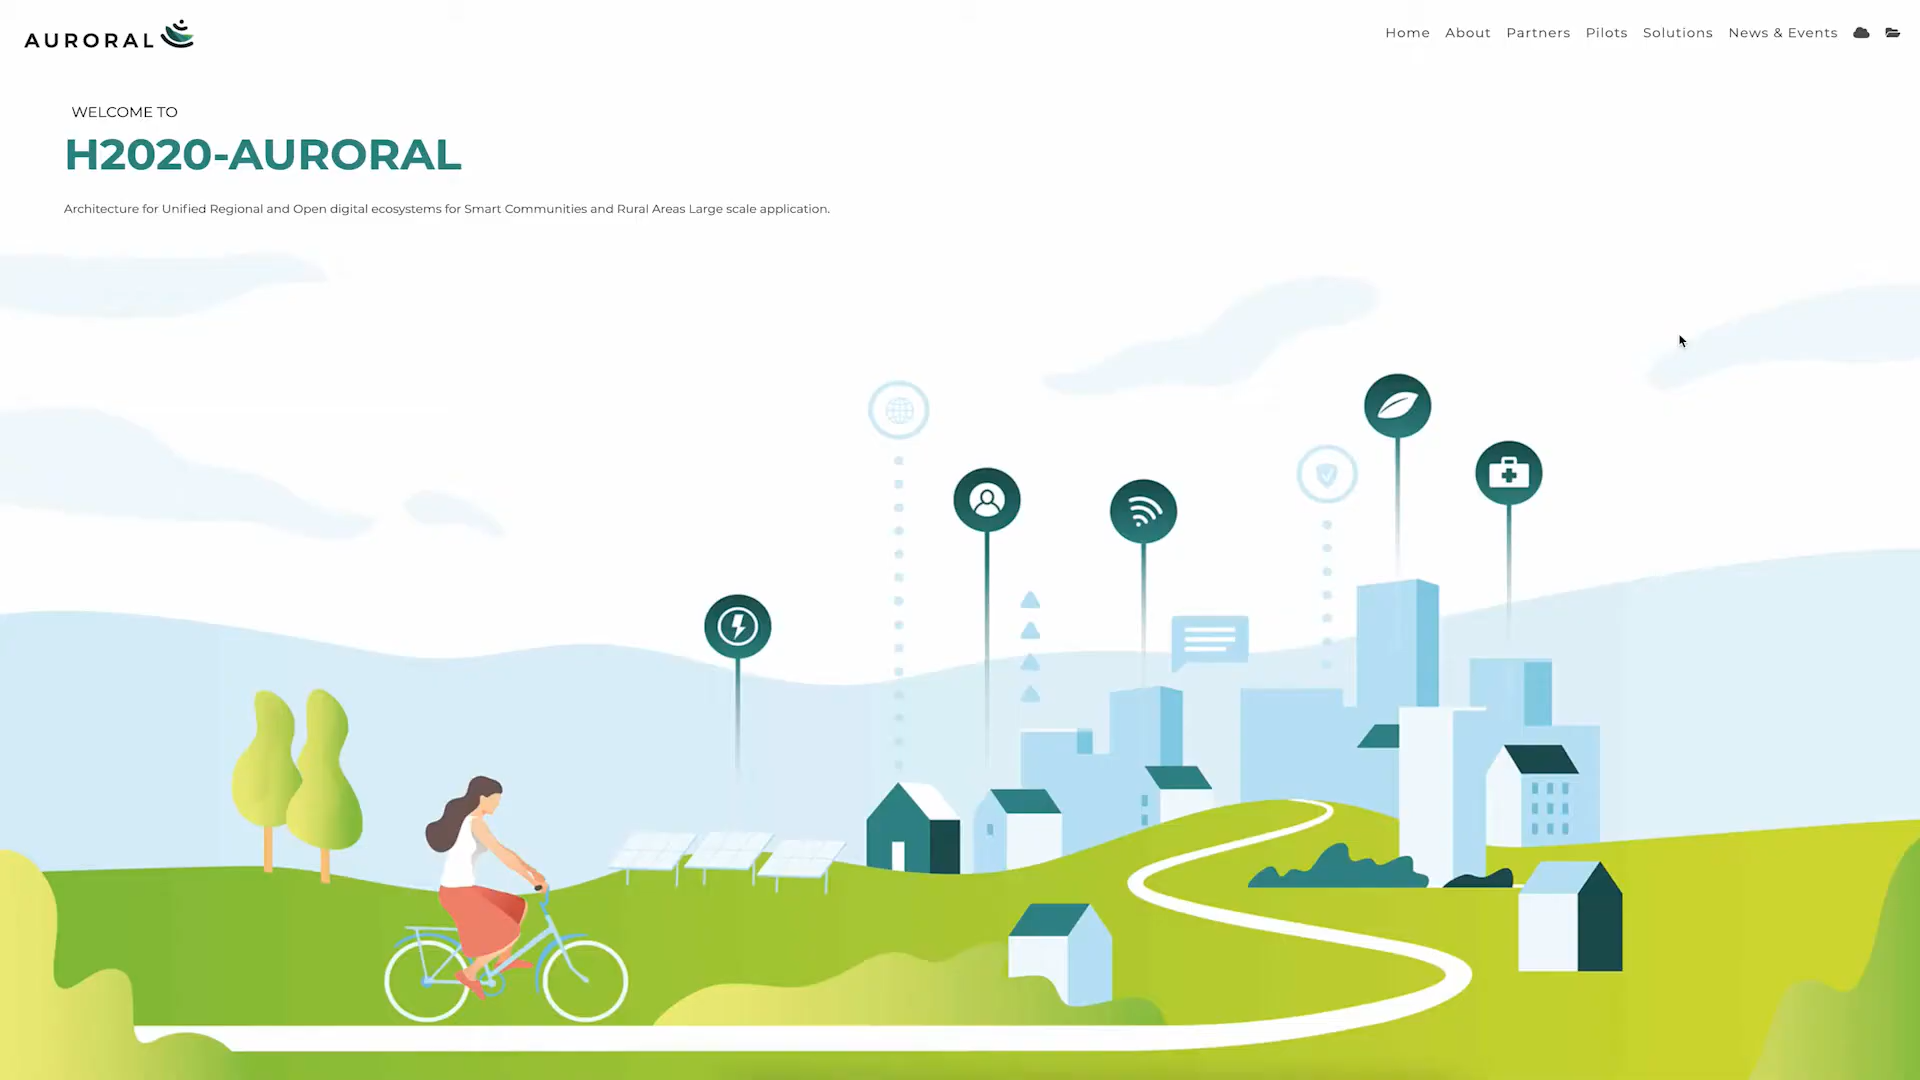 AURORAL
Home About Partners Pilots Solutions News & Events
WELCOME TO
H2020-AURORAL
Architecture for Unified Regional and Open digital ecosystems for Smart Communities and Rural Areas Large scale application.